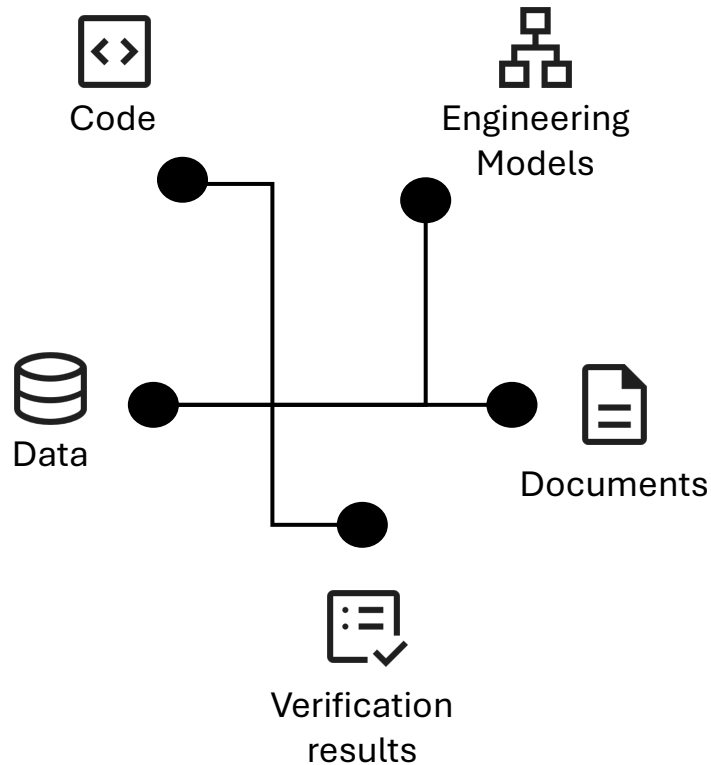 Code
Engineering
Models
Data
Documents
Verification
results